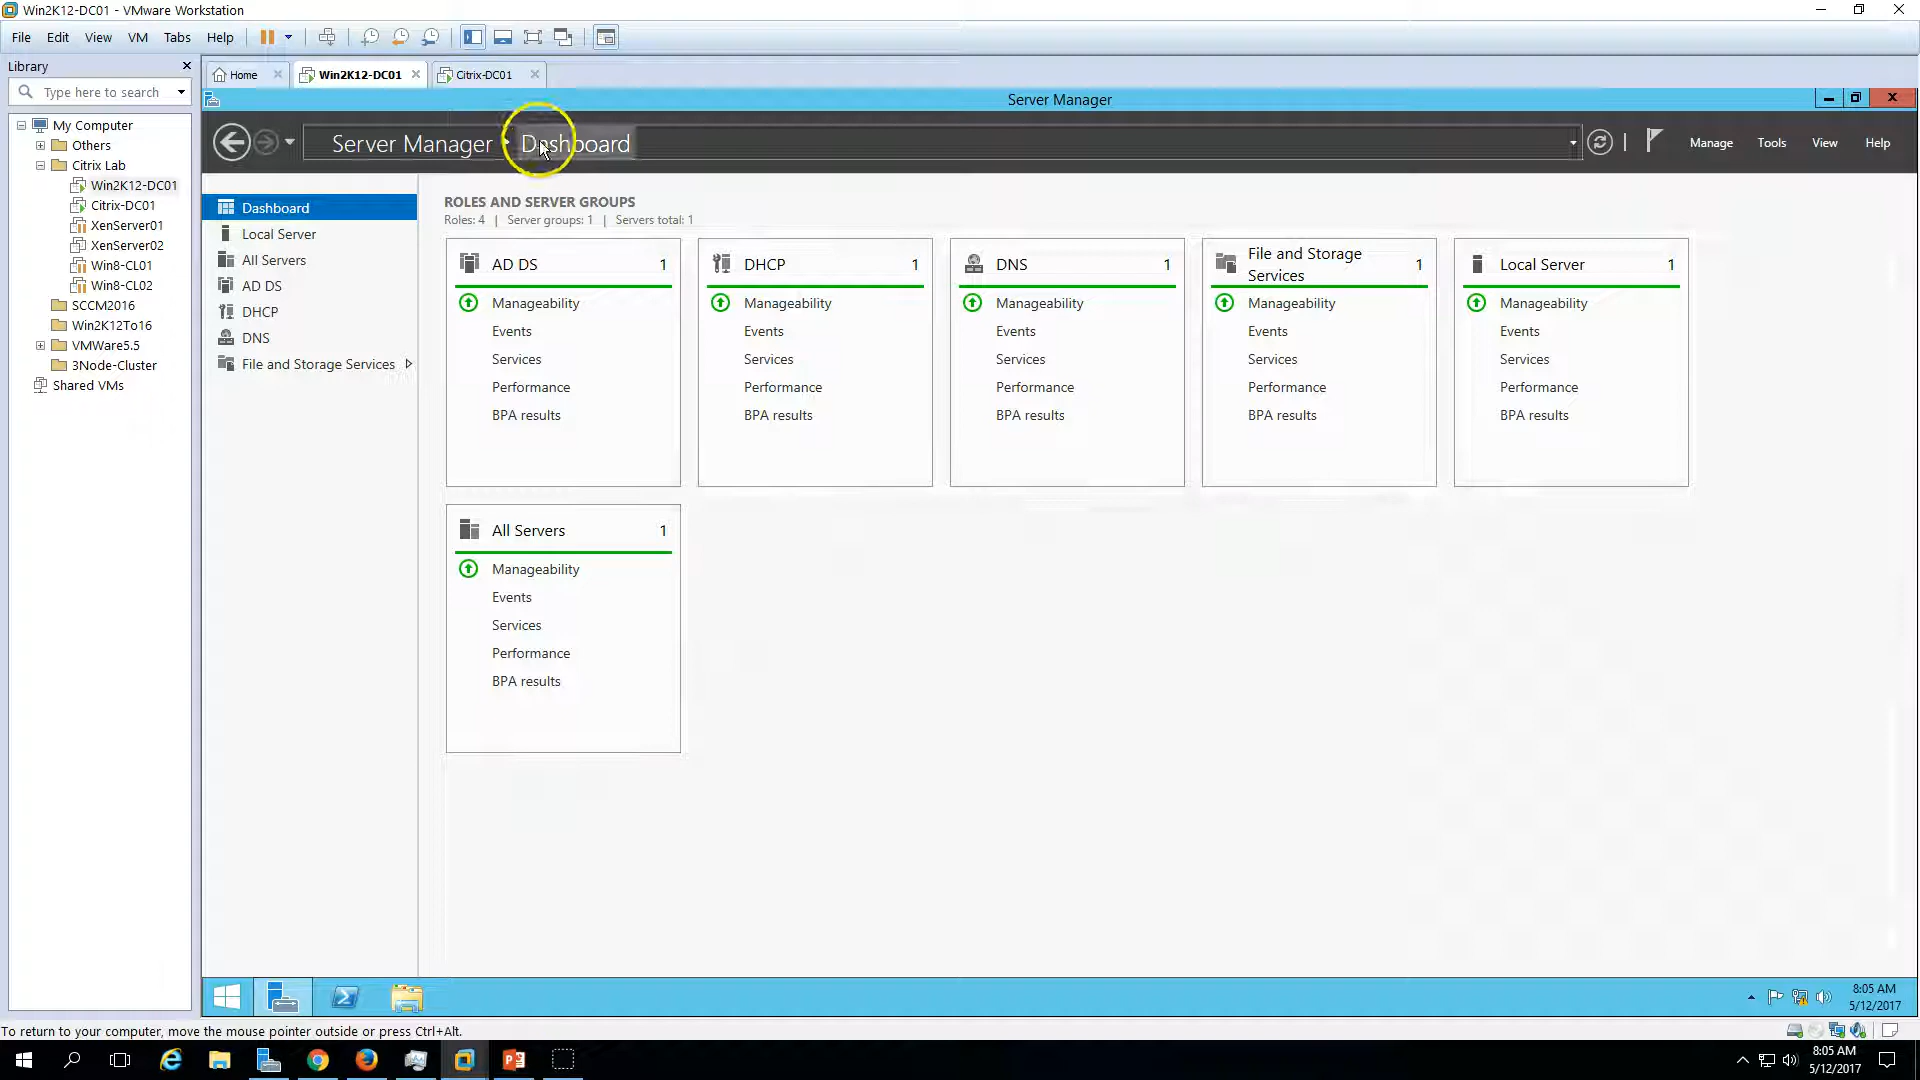 Win2K12-DC01 - VMware Workstation
File Edit View VM Tabs Help
Library
Type here to search
My Computer
Others
Citrix Lab
Win2K12-DC01
Citrix-DC01
XenServer01
XenServer02
Win8-CL01
Win8-CL02
SCCM2016
Win2K12To16
VMWare5.5
3Node-Cluster
Shared VMs
Home Win2K12-DC01 Citrix-DC01
Server Manager
Server Manager Dashboard
Manage Tools View Help
Dashboard
Local Server
All Servers
AD DS
DHCP
DNS
File and Storage Services
ROLES AND SERVER GROUPS
Roles: 4 | Server groups: 1 | Servers total: 1
AD DS 1
Manageability
Events
Services
Performance
BPA results
DHCP 1
Manageability
Events
Services
Performance
BPA results
DNS 1
Manageability
Events
Services
Performance
BPA results
File and Storage
Services 1
Manageability
Events
Services
Performance
BPA results
Local Server 1
Manageability
Events
Services
Performance
BPA results
All Servers 1
Manageability
Events
Services
Performance
BPA results
8:05 AM
5/12/2017
To return to your computer, move the mouse pointer outside or press Ctrl+Alt.
8:05 AM
5/12/2017